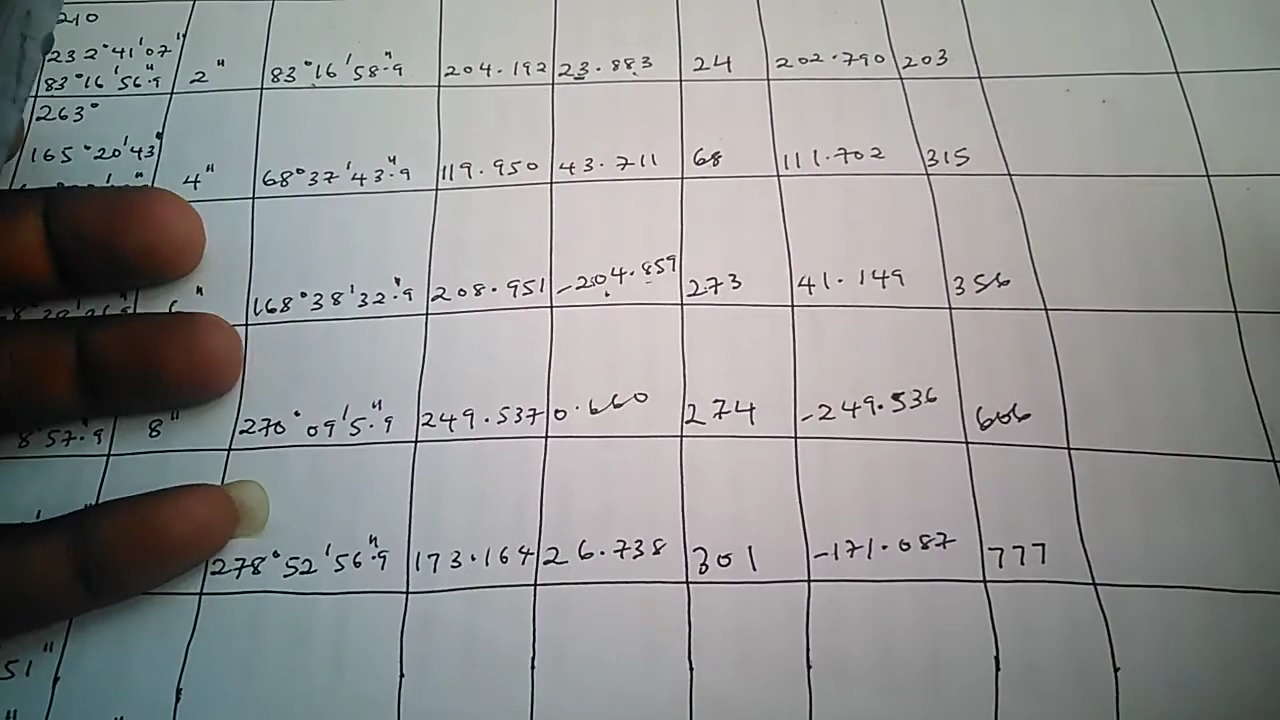 210
232°41'07"
83°16'56".9 2" 83°16'58".9 204.192 23.883 24 202.790 203
263°
165°20'43"
4" 68°37'43".9 119.950 43.711 68 111.702 315
168°38'32".9 208.951 -204.859 273 41.149 356
8'57".9 8" 270°09'5".9 249.537 0.660 274 -249.536 606
278°52'56".9 173.164 26.738 301 -171.087 777
51"